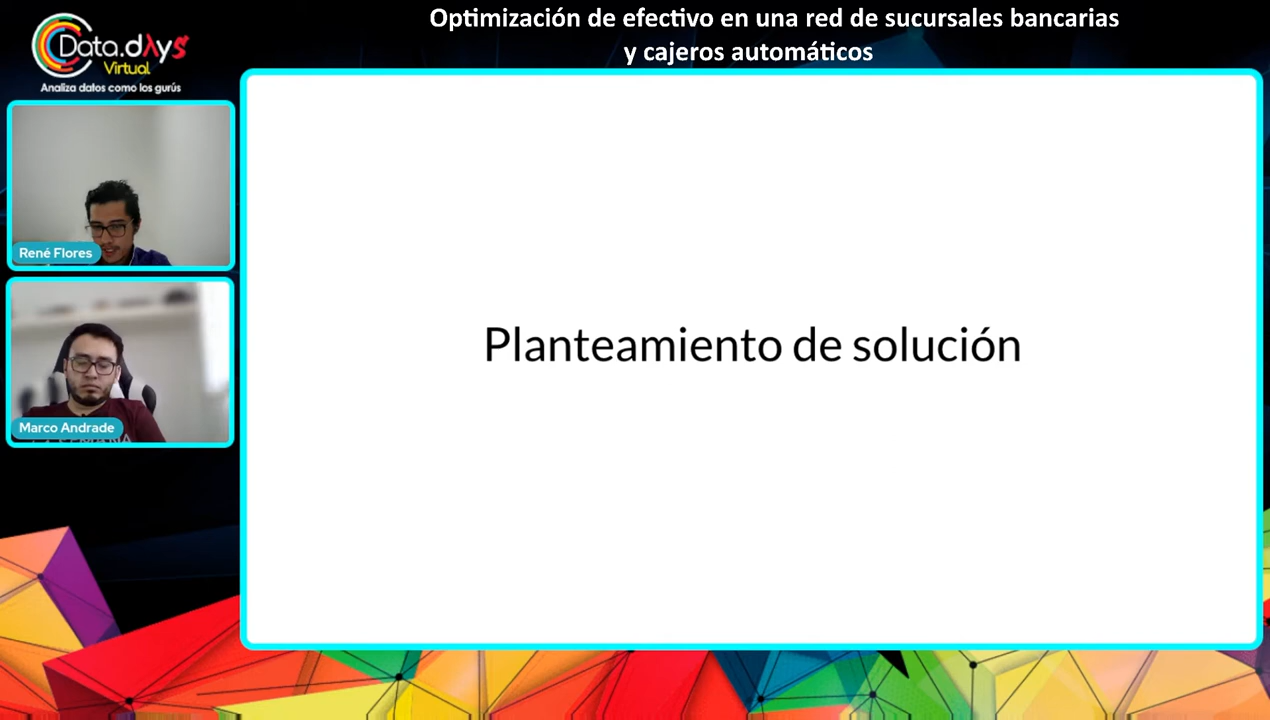 Optimización de efectivo en una red de sucursales bancarias
y cajeros automáticos
Data.dAys
Virtual
Analiza datos como los gurús
René Flores
Marco Andrade
Planteamiento de solución